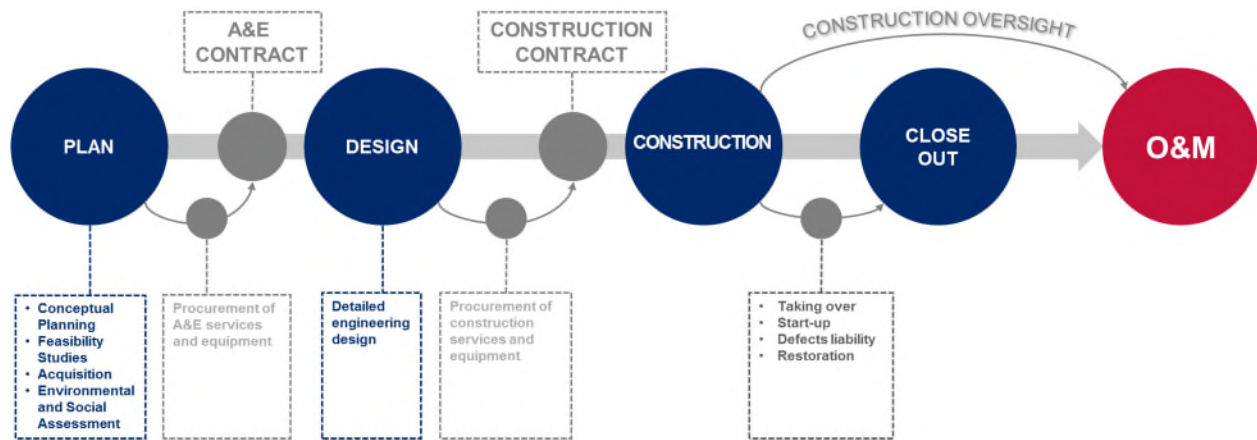 A&E
CONTRACT
CONSTRUCTION
CONTRACT
CONSTRUCTION OVERSIGHT
PLAN
DESIGN
CONSTRUCTION
CLOSE
OUT
O&M
• Conceptual
Planning
• Feasibility
Studies
• Acquisition
• Environmental
and Social
Assessment
Procurement of
A&E services
and equipment
Detailed
engineering
design
Procurement of
construction
services and
equipment
• Taking over
• Start-up
• Defects liability
• Restoration